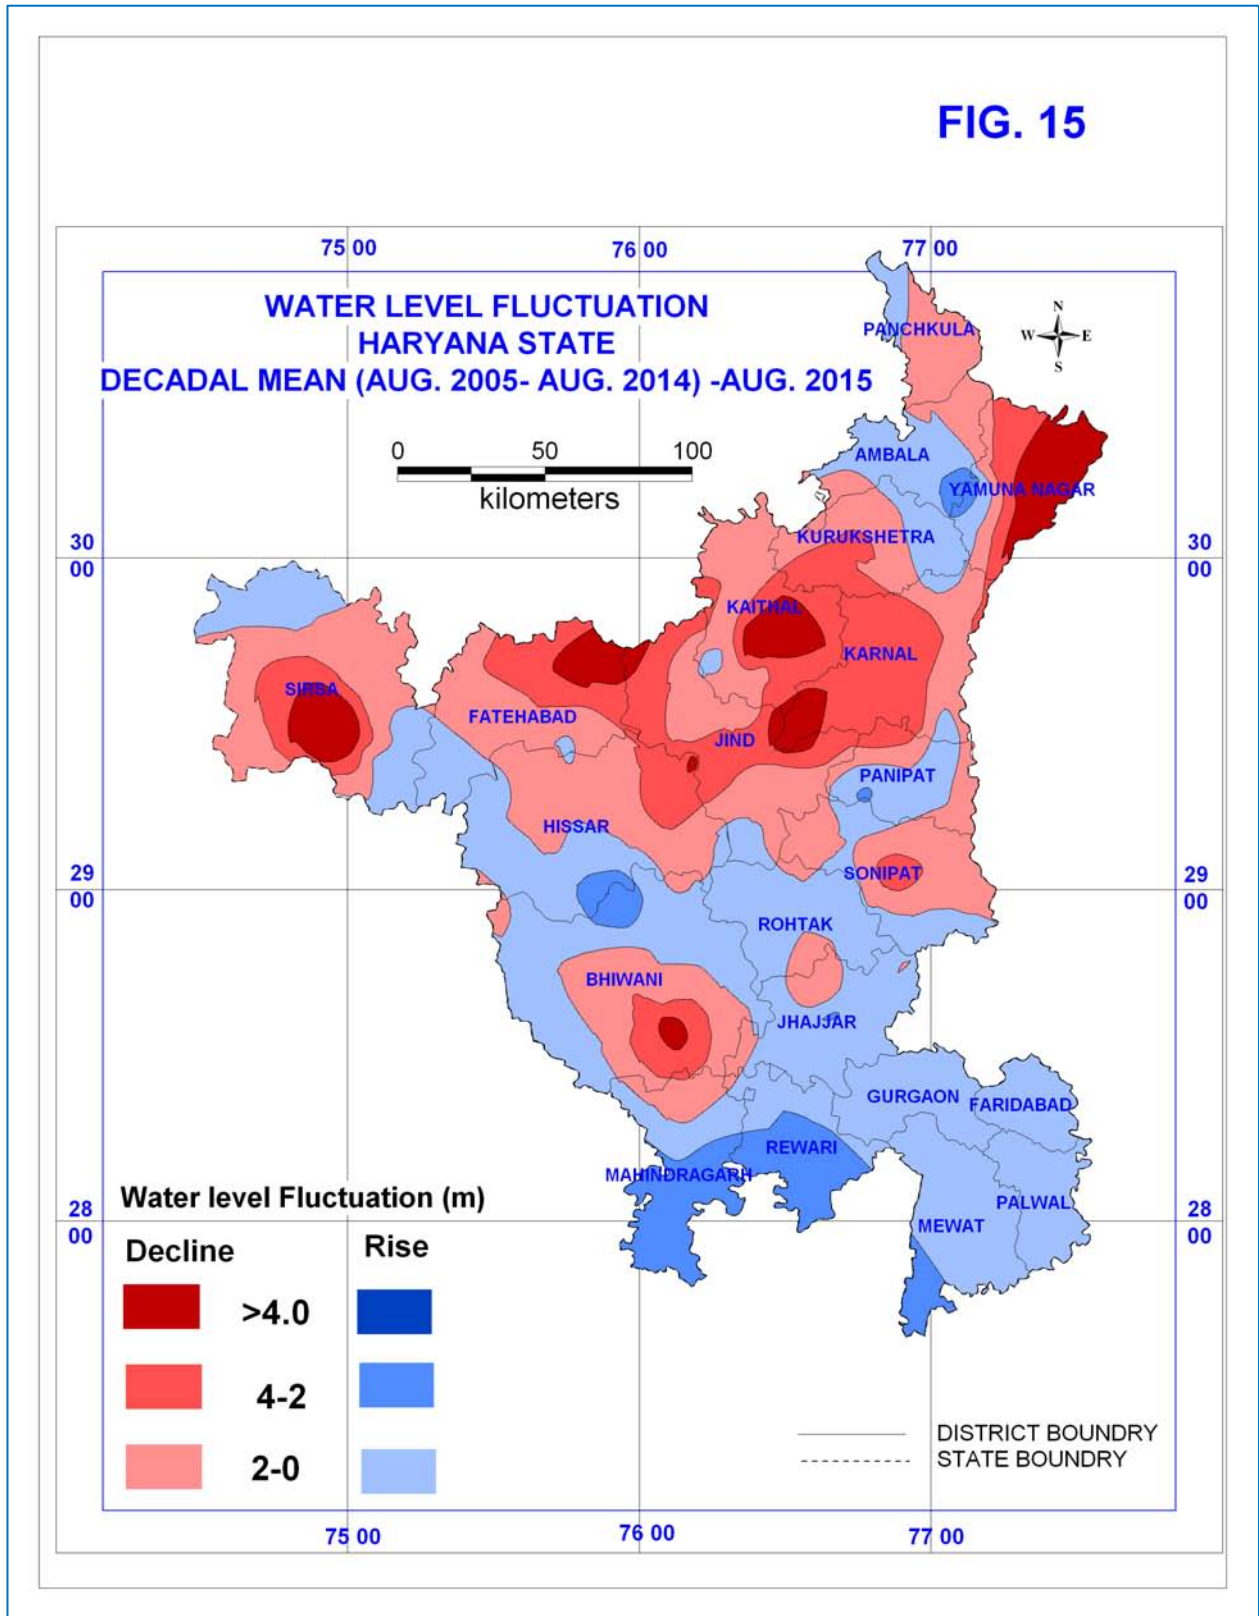 FIG. 15
75 00
76 00
77 00
WATER LEVEL FLUCTUATION
HARYANA STATE
DECADAL MEAN (AUG. 2005- AUG. 2014) -AUG. 2015
N
W E
S
0 50 100
kilometers
PANCHKULA
AMBALA
YAMUNA NAGAR
KURUKSHETRA
30
00
30
00
KAITHAL
KARNAL
SIRSA
FATEHABAD
JIND
PANIPAT
HISSAR
29
00
29
00
SONIPAT
ROHTAK
BHIWANI
JHAJJAR
GURGAON
FARIDABAD
REWARI
MAHINDRAGARH
PALWAL
MEWAT
28
00
28
00
Water level Fluctuation (m)
Decline Rise
>4.0
4-2
2-0
DISTRICT BOUNDRY
STATE BOUNDRY
75 00
76 00
77 00